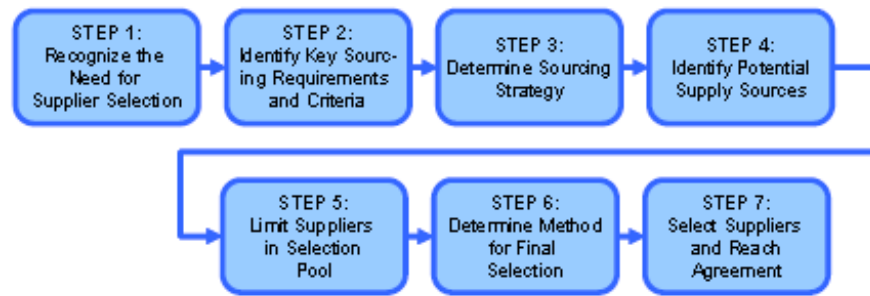 STEP 1:
Recognize the
Need for
Supplier Selection
STEP 2:
Identify Key Sourc-
ing Requirements
and Criteria
STEP 3:
Determine Sourcing
Strategy
STEP 4:
Identify Potential
Supply Sources
STEP 5:
Limit Suppliers
in Selection
Pool
STEP 6:
Determine Method
for Final
Selection
STEP 7:
Select Suppliers
and Reach
Agreement